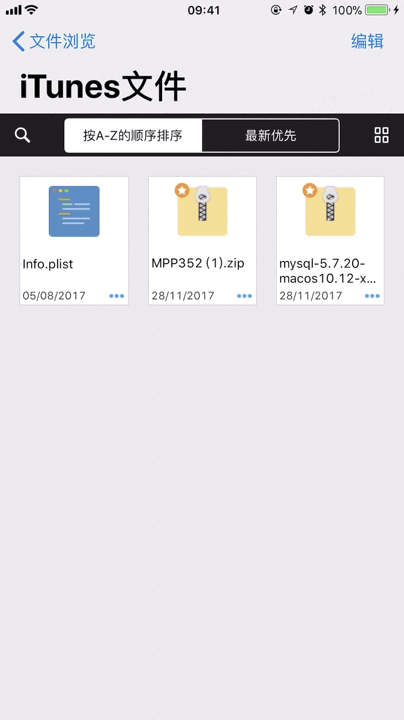 09:41
100%
文件浏览
编辑
iTunes文件
按A-Z的顺序排序
最新优先
Info.plist
05/08/2017
MPP352 (1).zip
28/11/2017
mysql-5.7.20-
macos10.12-x...
28/11/2017